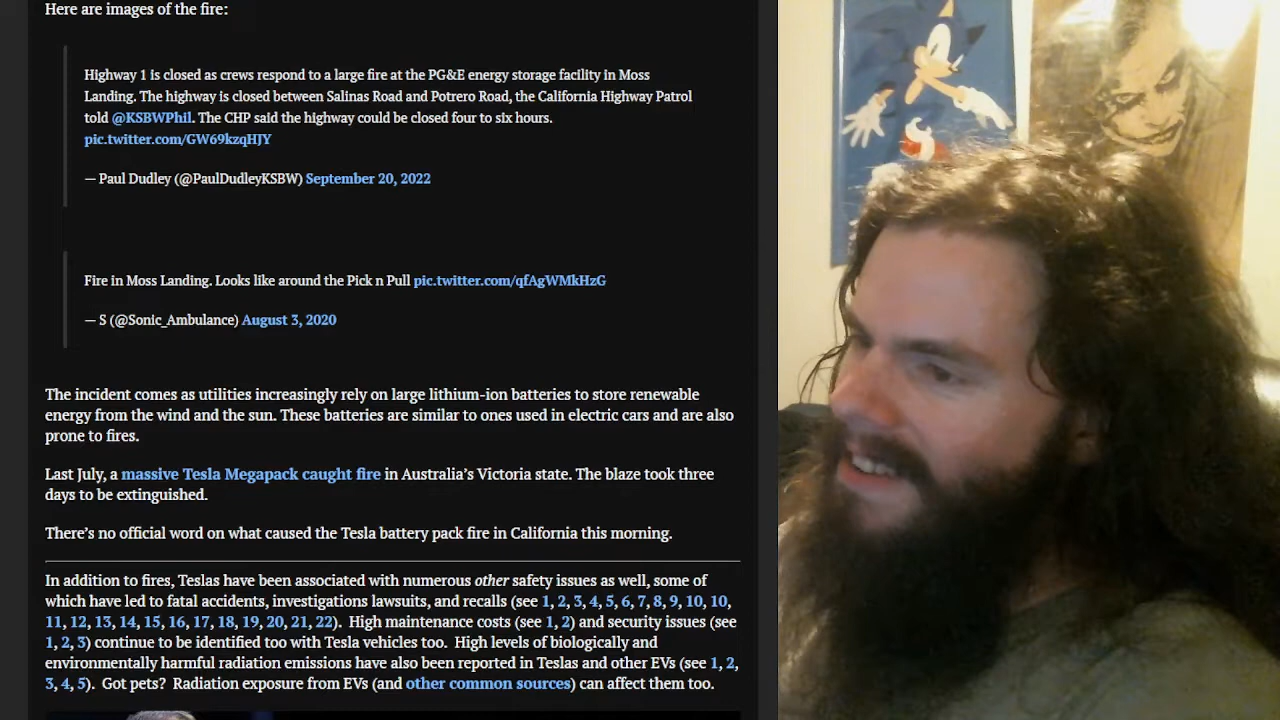 Here are images of the fire:
Highway 1 is closed as crews respond to a large fire at the PG&E energy storage facility in Moss
Landing. The highway is closed between Salinas Road and Potrero Road, the California Highway Patrol
told @KSBWPhil. The CHP said the highway could be closed four to six hours.
pic.twitter.com/GW69kzqHJY
— Paul Dudley (@PaulDudleyKSBW) September 20, 2022
Fire in Moss Landing. Looks like around the Pick n Pull pic.twitter.com/qfAgWMkHzG
— S (@Sonic_Ambulance) August 3, 2020
The incident comes as utilities increasingly rely on large lithium-ion batteries to store renewable
energy from the wind and the sun. These batteries are similar to ones used in electric cars and are also
prone to fires.
Last July, a massive Tesla Megapack caught fire in Australia’s Victoria state. The blaze took three
days to be extinguished.
There’s no official word on what caused the Tesla battery pack fire in California this morning.
In addition to fires, Teslas have been associated with numerous other safety issues as well, some of
which have led to fatal accidents, investigations lawsuits, and recalls (see 1, 2, 3, 4, 5, 6, 7, 8, 9, 10, 10,
11, 12, 13, 14, 15, 16, 17, 18, 19, 20, 21, 22). High maintenance costs (see 1, 2) and security issues (see
1, 2, 3) continue to be identified too with Tesla vehicles too. High levels of biologically and
environmentally harmful radiation emissions have also been reported in Teslas and other EVs (see 1, 2,
3, 4, 5). Got pets? Radiation exposure from EVs (and other common sources) can affect them too.